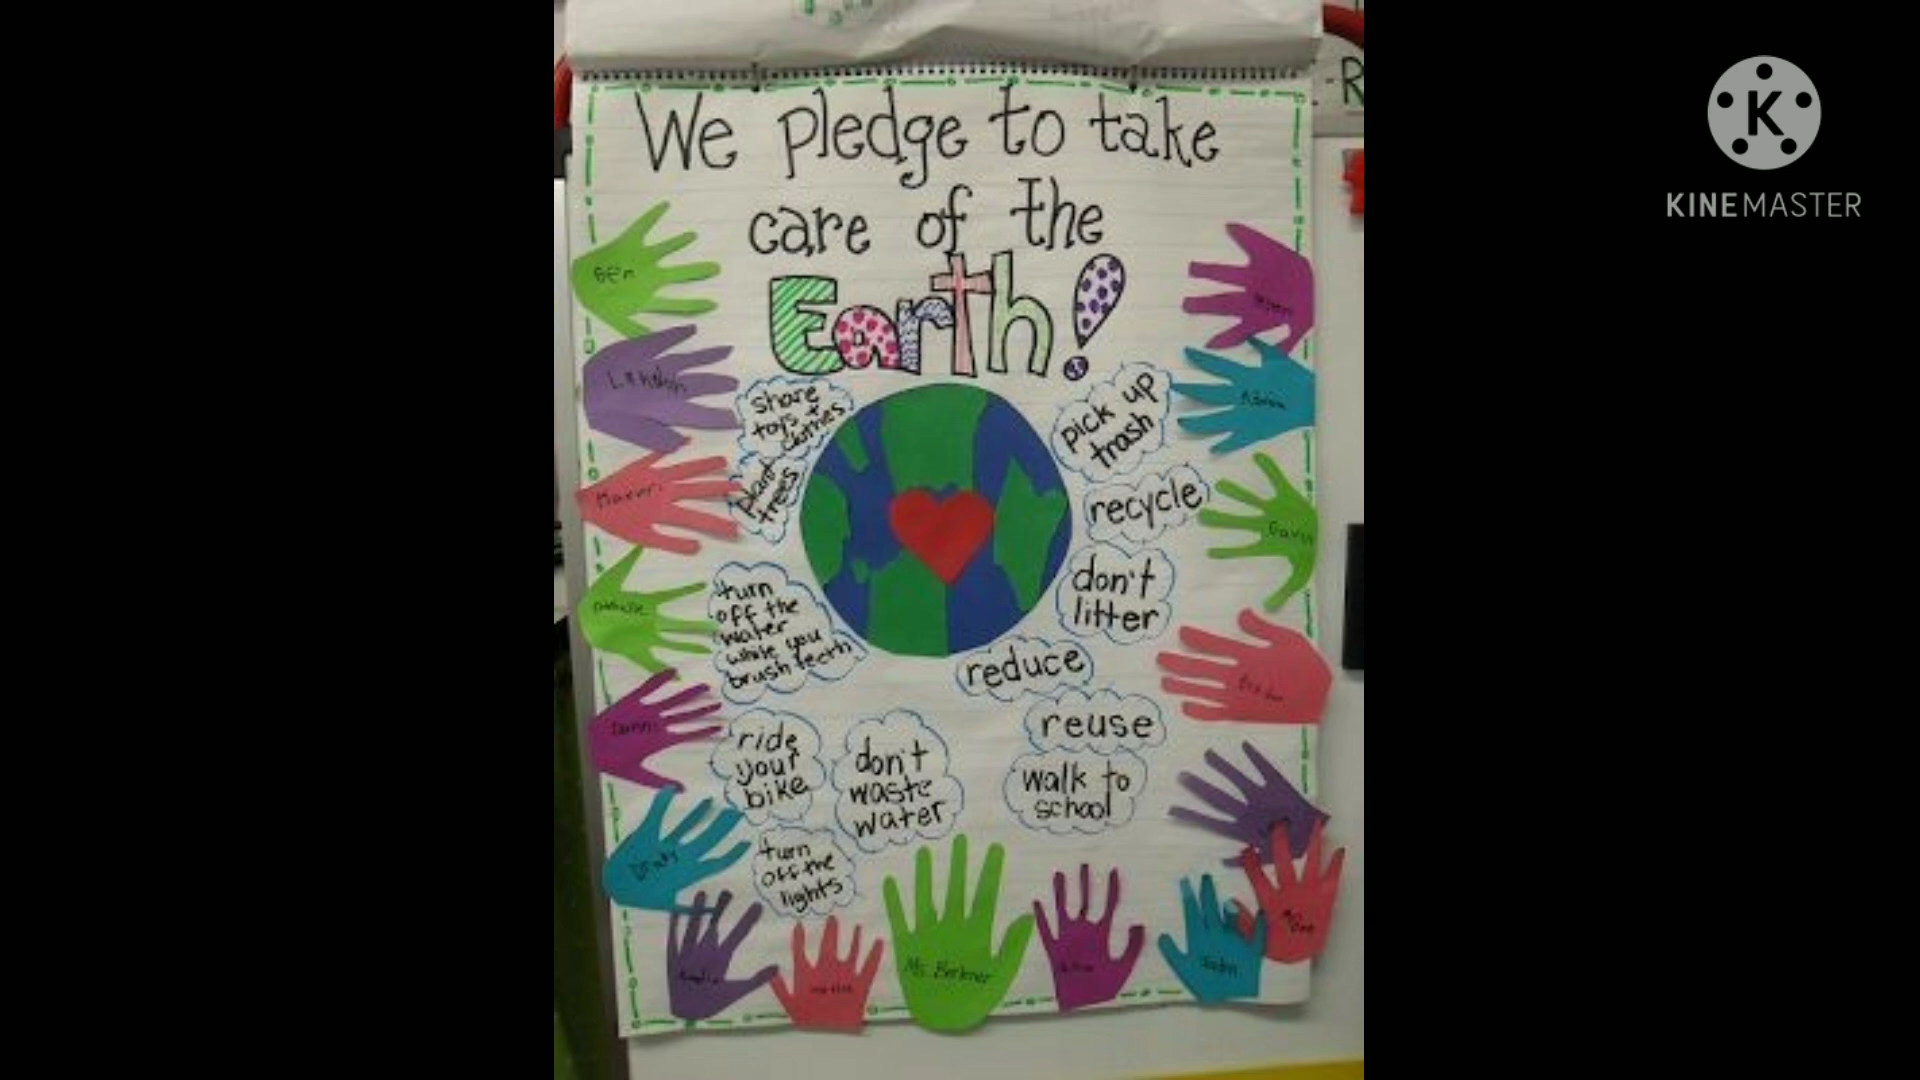 We pledge to take
care of the
Earth!
share
toys +
clothes
plant
trees
turn
off the
water
while you
brush teeth
ride
your
bike
don't
waste
water
turn
off the
lights
pick up
trash
recycle
don't
litter
reduce
reuse
walk to
school
Ben
Landon
Gavin
Ms. Berkner
-R
K
KINEMASTER